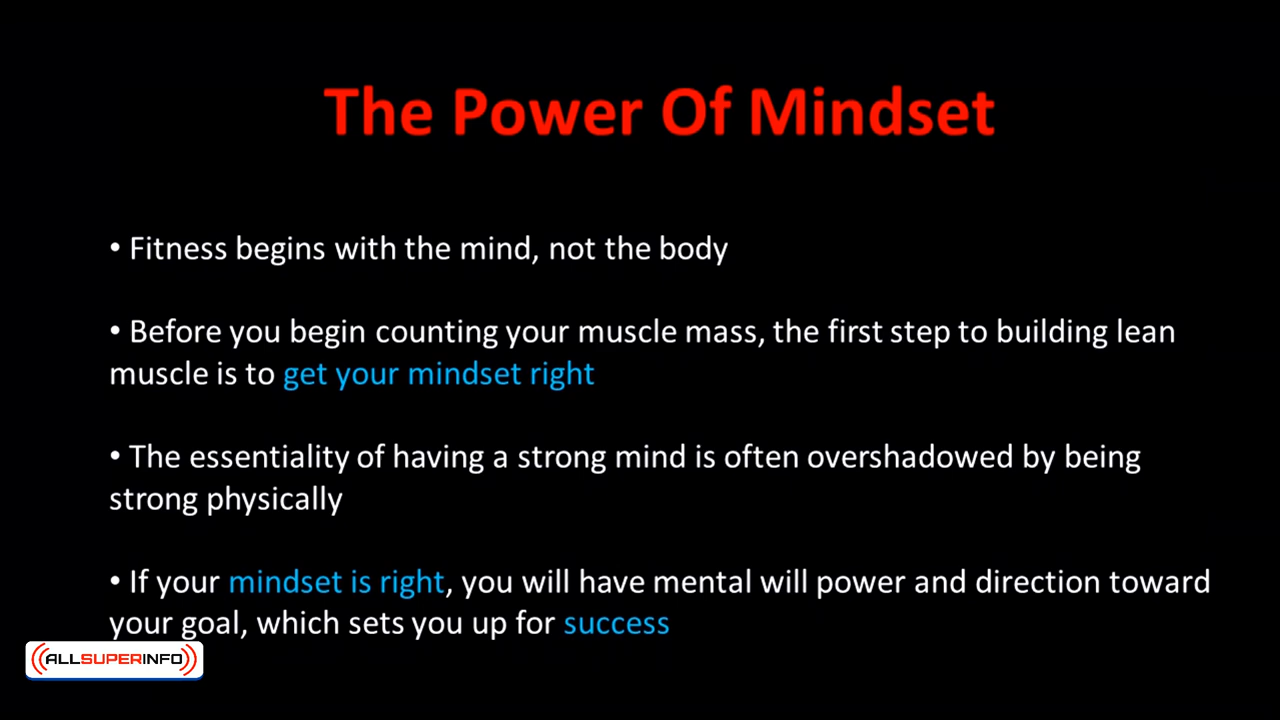 The Power Of Mindset
• Fitness begins with the mind, not the body
• Before you begin counting your muscle mass, the first step to building lean
muscle is to get your mindset right
• The essentiality of having a strong mind is often overshadowed by being
strong physically
• If your mindset is right, you will have mental will power and direction toward
your goal, which sets you up for success
ALLSUPERINFO